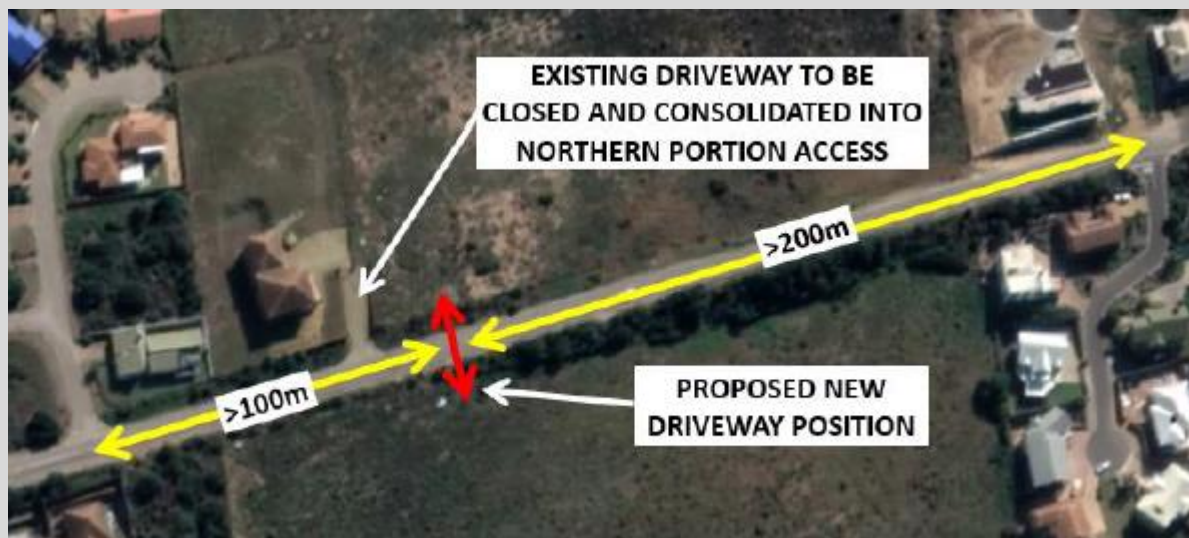 EXISTING DRIVEWAY TO BE
CLOSED AND CONSOLIDATED INTO
NORTHERN PORTION ACCESS
>200m
>100m
PROPOSED NEW
DRIVEWAY POSITION